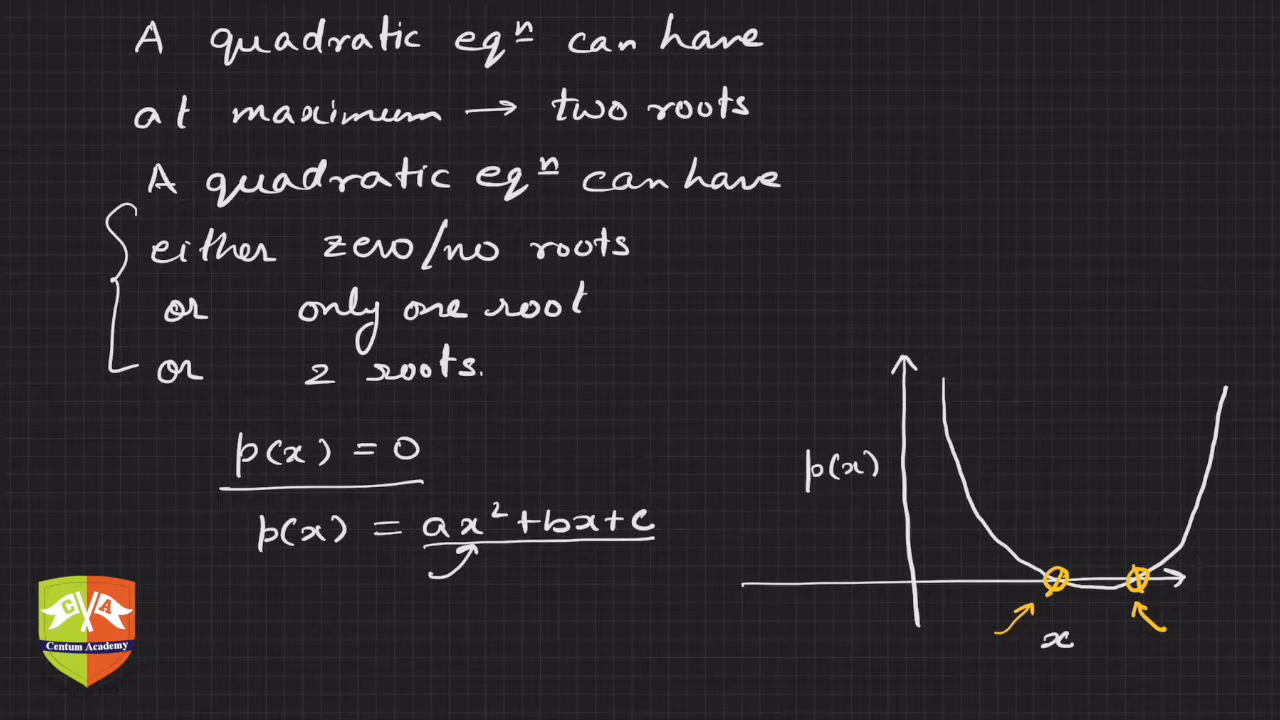 A quadratic eqⁿ can have
at maximum → two roots
A quadratic eqⁿ can have
either zero/no roots
or only one root
or 2 roots.
p(x) = 0
p(x) = ax² + bx + c
p(x)
x
C A
Centum Academy